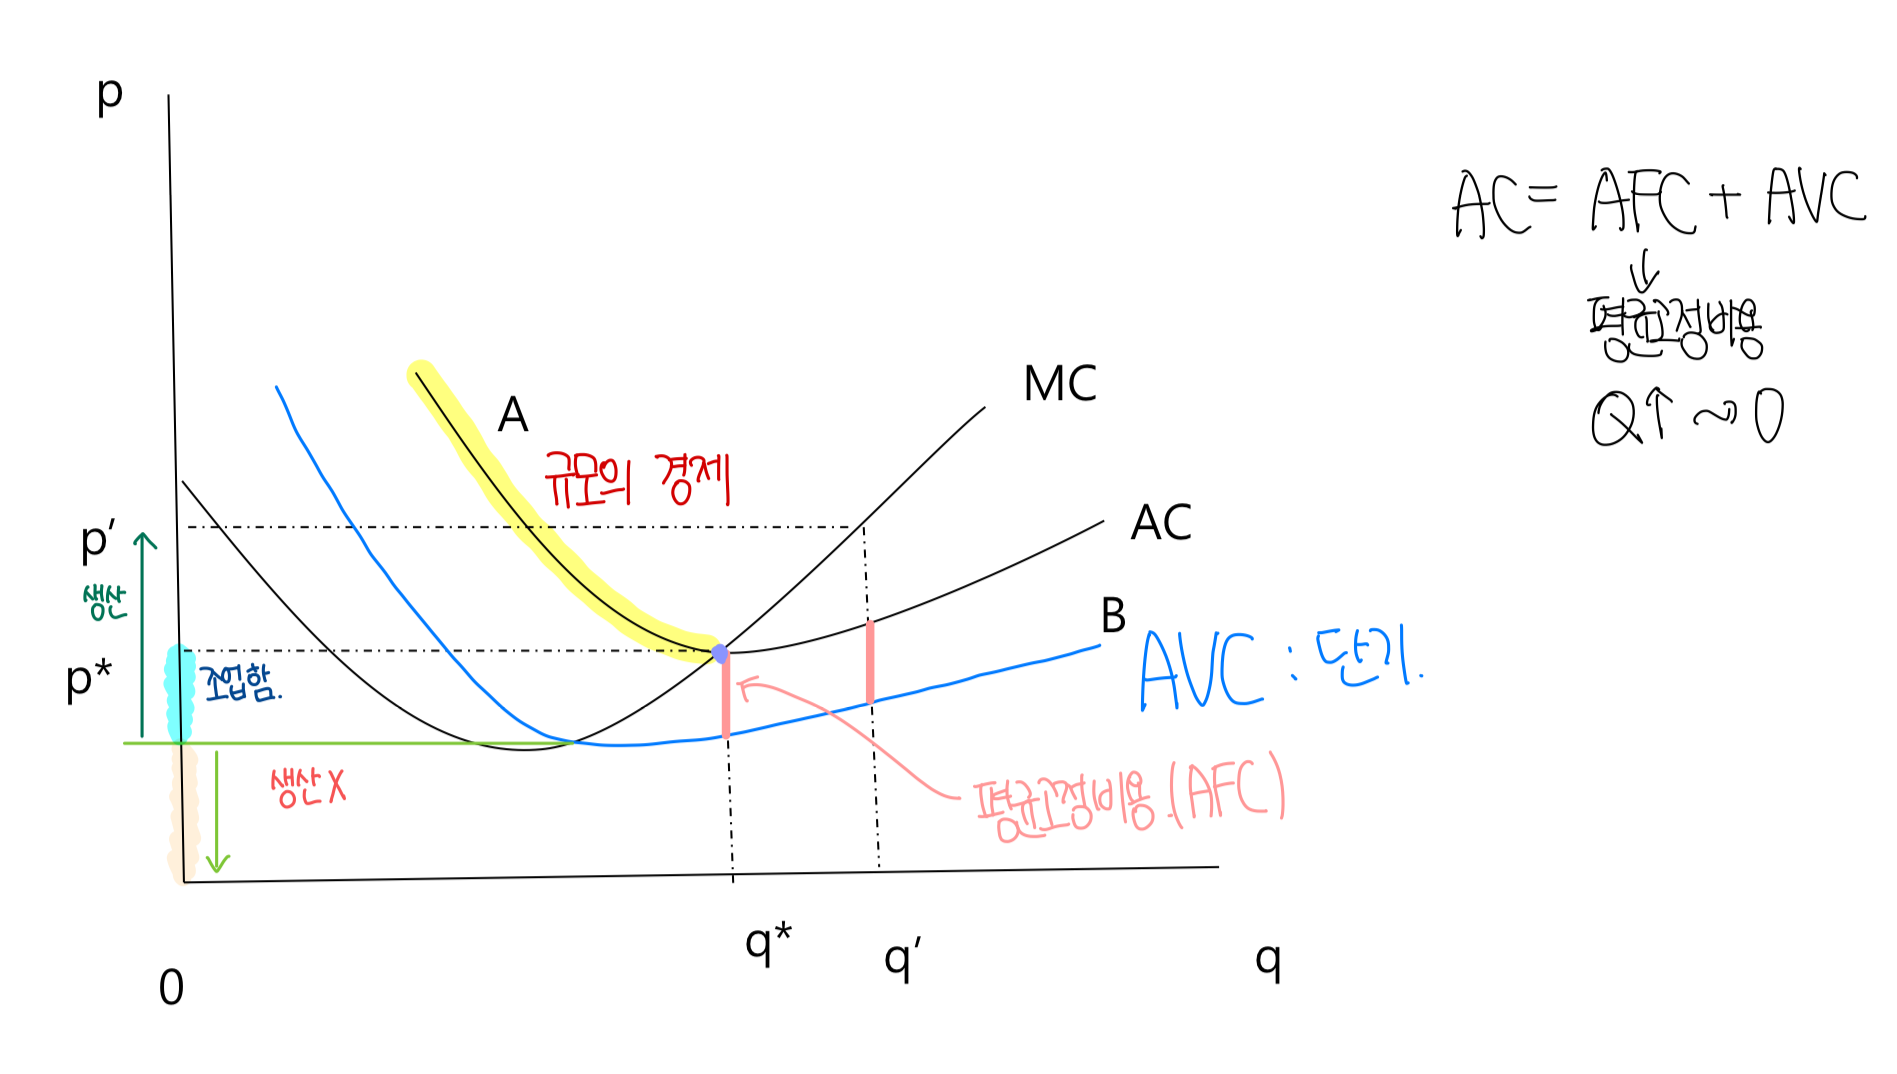 p
AC= AFC + AVC
↓
평균고정비용
Q↑ ~ 0
MC
A
규모의 경제
p′
AC
생산
B
AVC : 단기.
p*
조업함.
생산 X
평균고정비용.(AFC)
q*
q′
q
0